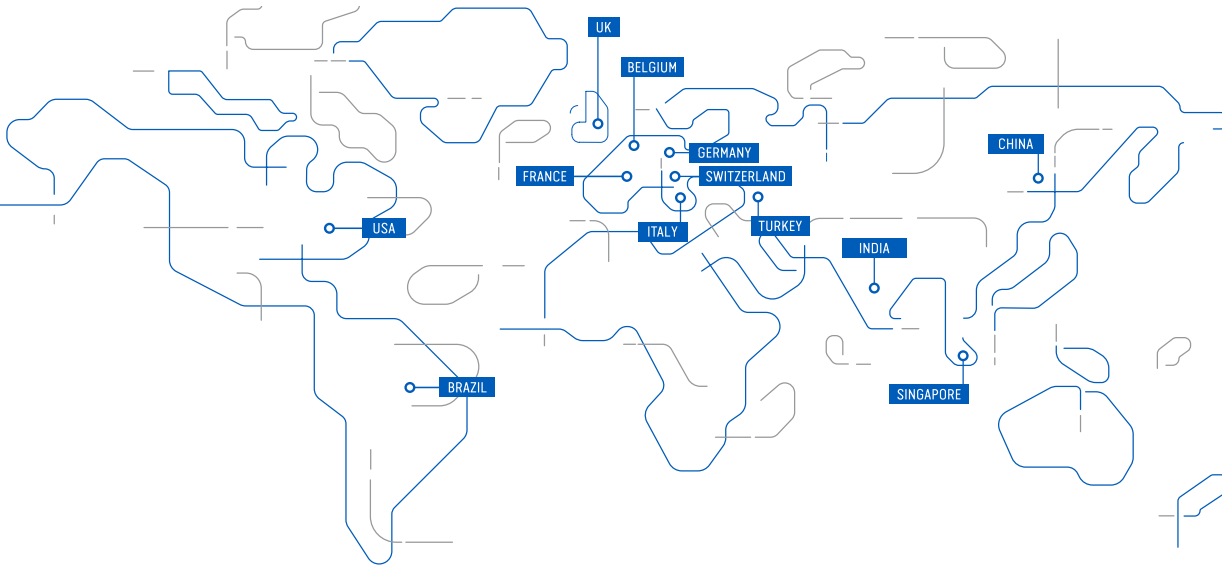 UK
BELGIUM
CHINA
GERMANY
FRANCE
SWITZERLAND
USA
ITALY
TURKEY
INDIA
BRAZIL
SINGAPORE